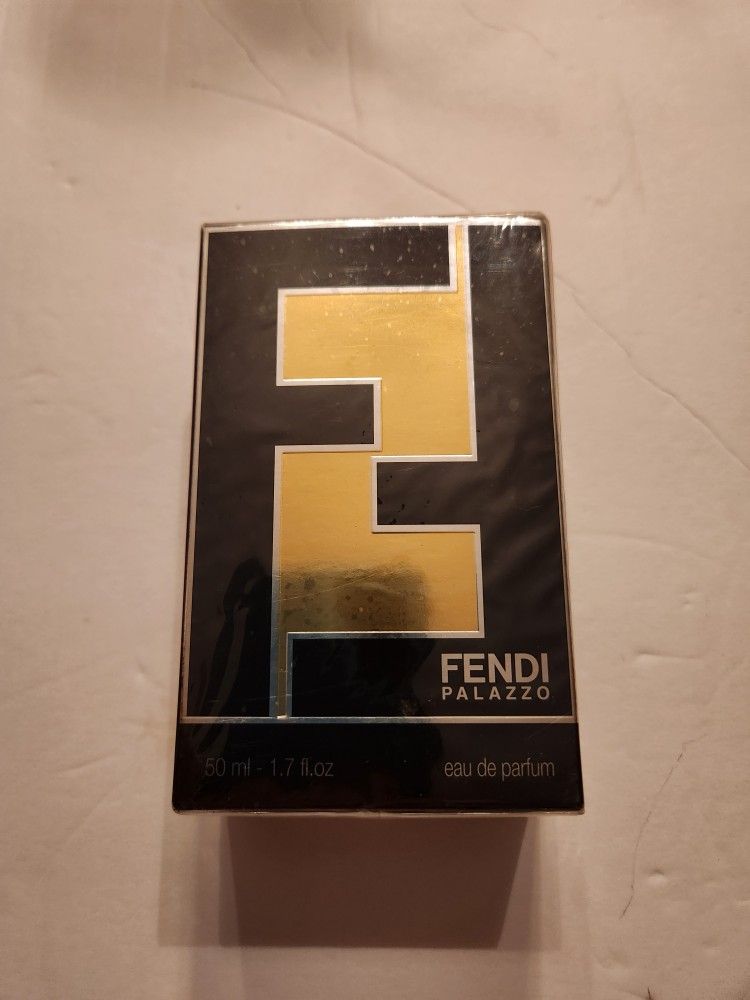 FENDI
PALAZZO
50 ml - 1.7 fl.oz eau de parfum